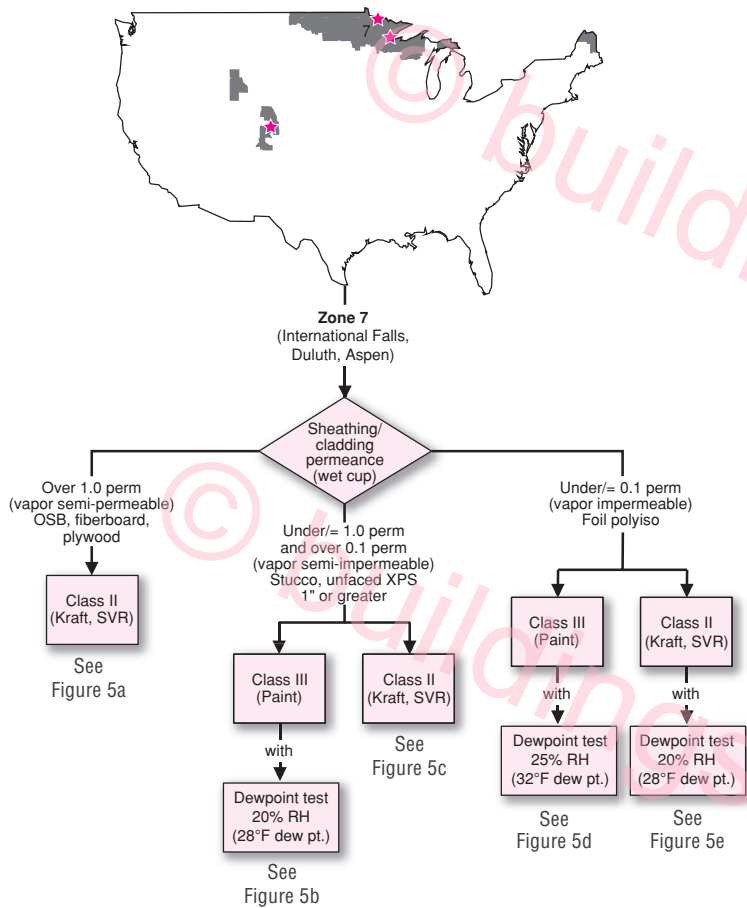 7
Zone 7
(International Falls,
Duluth, Aspen)
Sheathing/
cladding
permeance
(wet cup)
Over 1.0 perm
(vapor semi-permeable)
OSB, fiberboard,
plywood
Class II
(Kraft, SVR)
See
Figure 5a
Under/= 1.0 perm
and over 0.1 perm
(vapor semi-impermeable)
Stucco, unfaced XPS
1" or greater
Class III
(Paint)
with
Dewpoint test
20% RH
(28°F dew pt.)
See
Figure 5b
Class II
(Kraft, SVR)
See
Figure 5c
Under/= 0.1 perm
(vapor impermeable)
Foil polyiso
Class III
(Paint)
with
Dewpoint test
25% RH
(32°F dew pt.)
See
Figure 5d
Class II
(Kraft, SVR)
with
Dewpoint test
20% RH
(28°F dew pt.)
See
Figure 5e
© buildin
© buildings